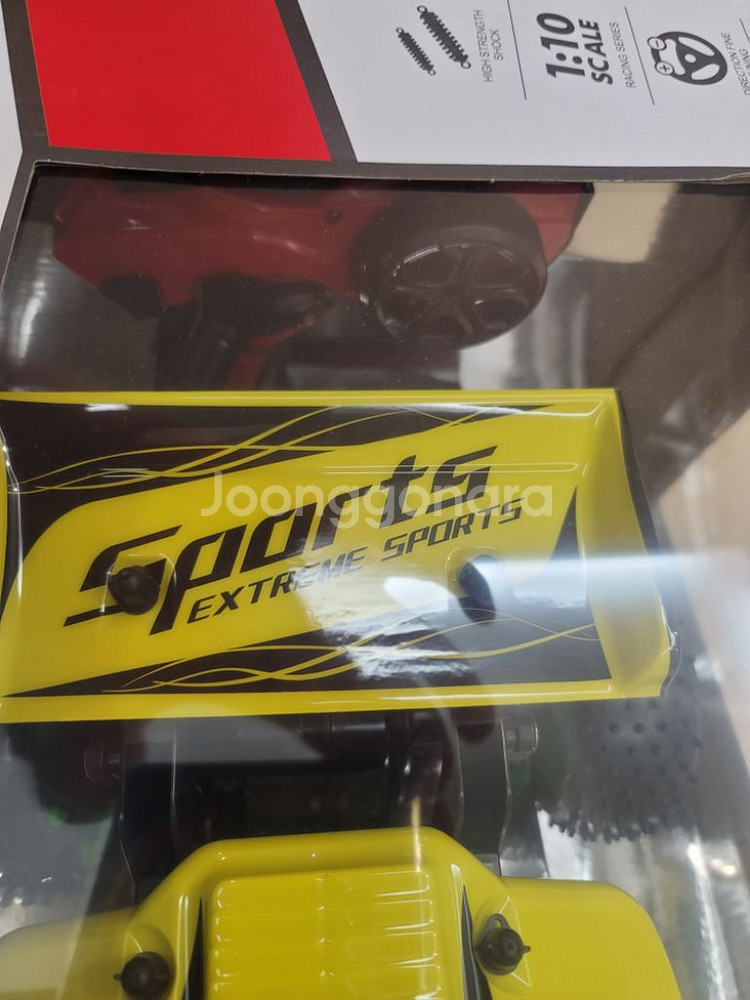 HIGH STRENGTH
SHOCK
1:10
SCALE
RACING SERIES
DIRECTION FINE
Sports
EXTREME SPORTS
Joonggonara